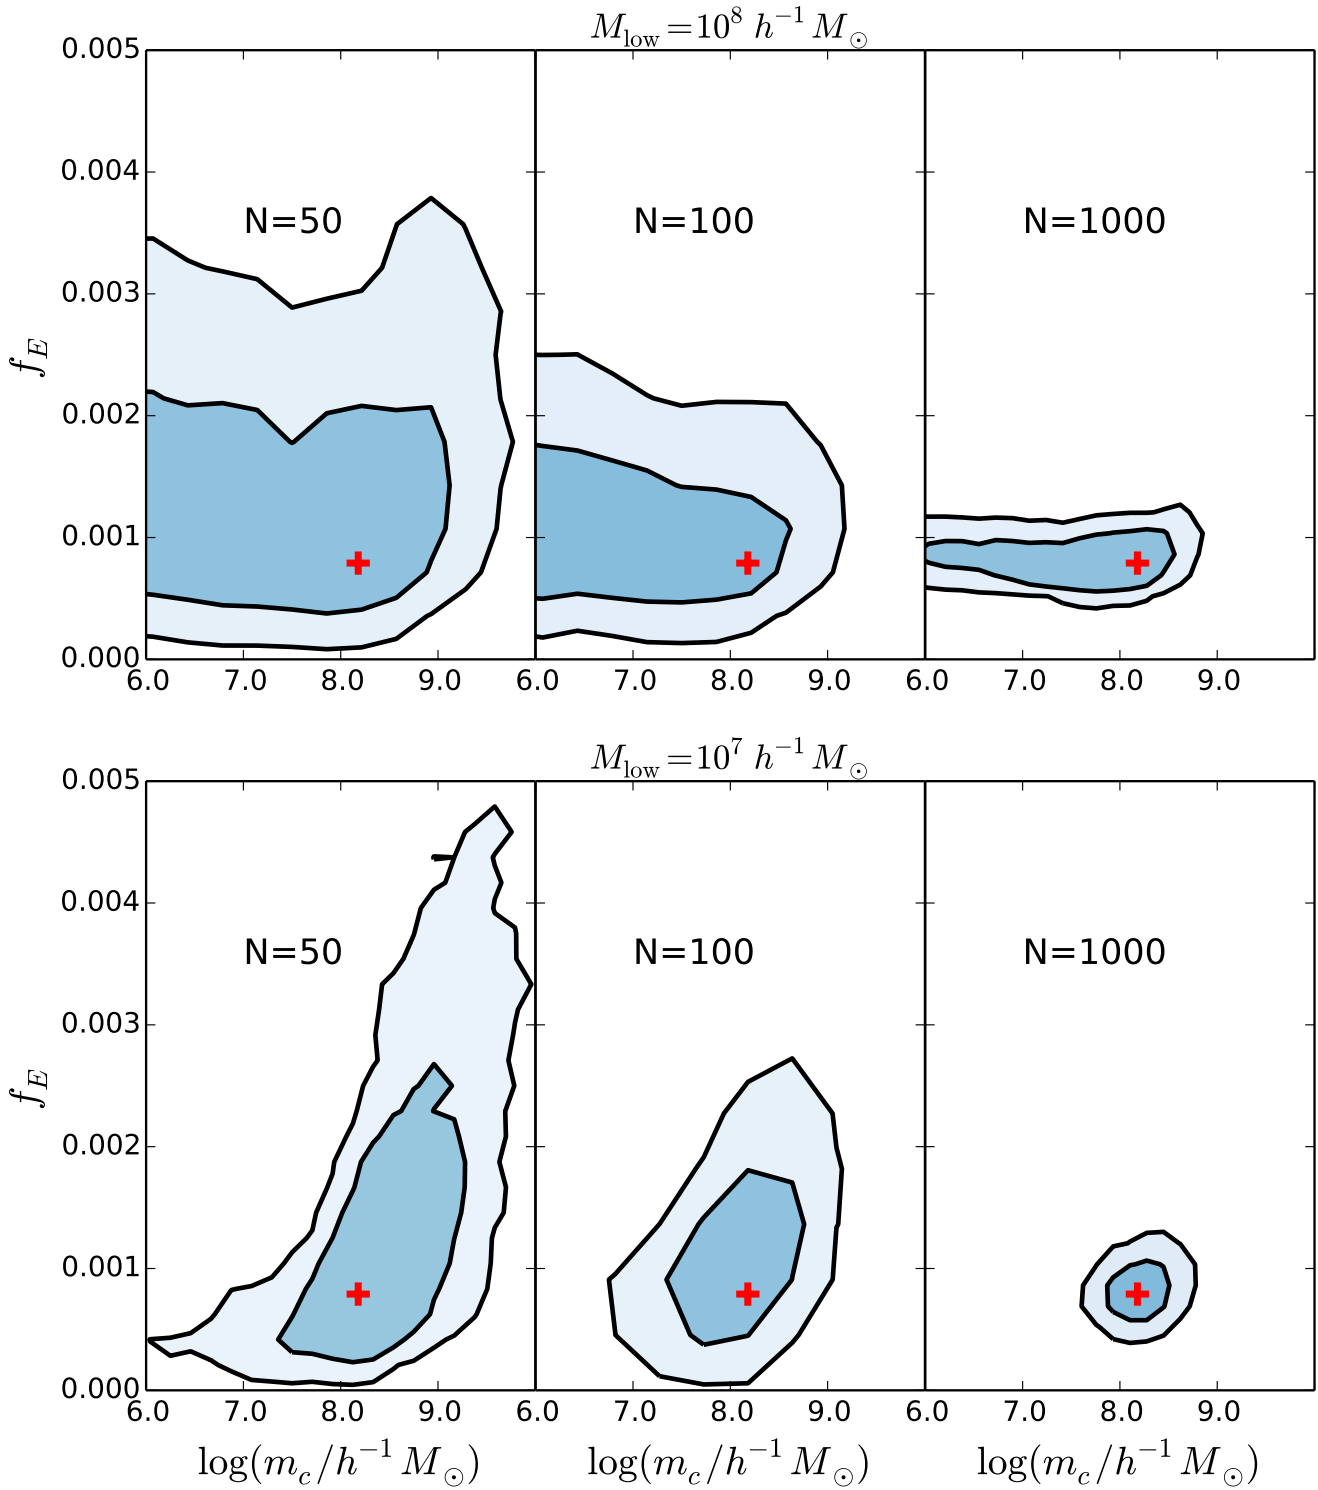 M_low = 10^8 h^−1 M_⊙
0.005
0.004
0.003
0.002
0.001
0.000
f_E
N=50
N=100
N=1000
6.0 7.0 8.0 9.0 6.0 7.0 8.0 9.0 6.0 7.0 8.0 9.0
M_low = 10^7 h^−1 M_⊙
0.005
0.004
0.003
0.002
0.001
0.000
f_E
N=50
N=100
N=1000
6.0 7.0 8.0 9.0 6.0 7.0 8.0 9.0 6.0 7.0 8.0 9.0
log(m_c/h^−1 M_⊙) log(m_c/h^−1 M_⊙) log(m_c/h^−1 M_⊙)